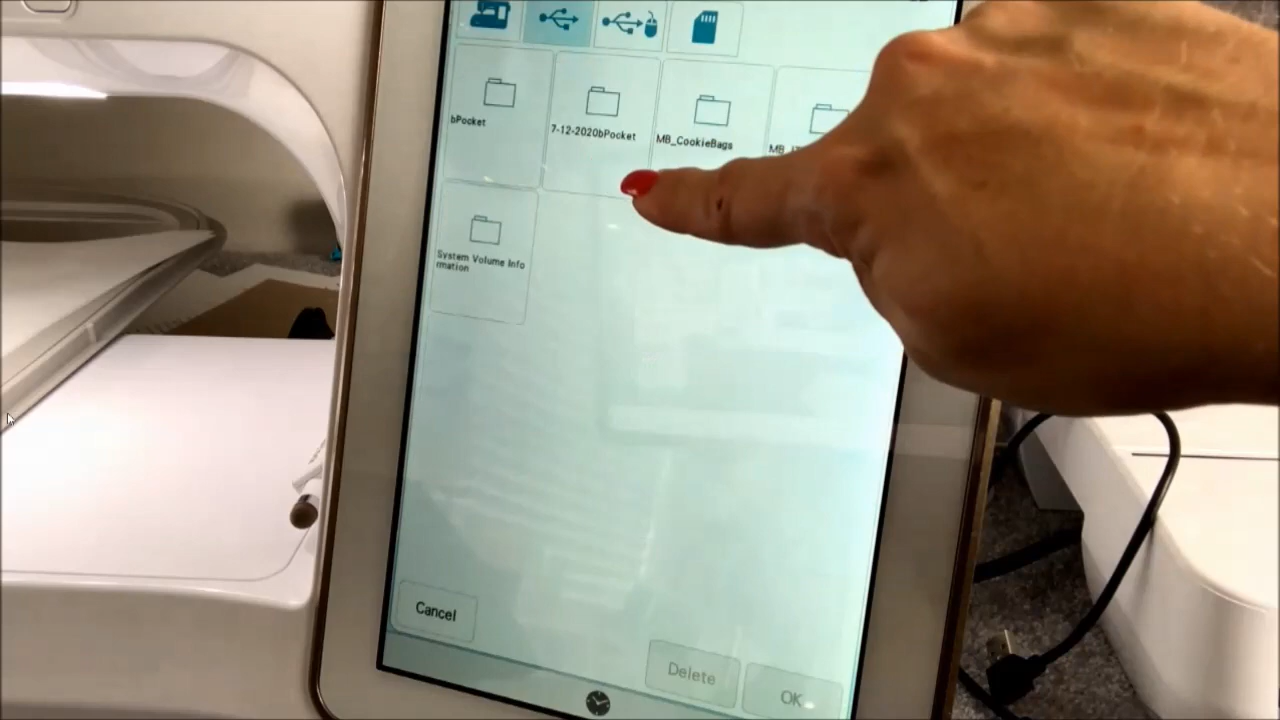 bPocket
7-12-2020bPocket
MB_CookieBags
System Volume Info
rmation
Cancel
Delete
OK